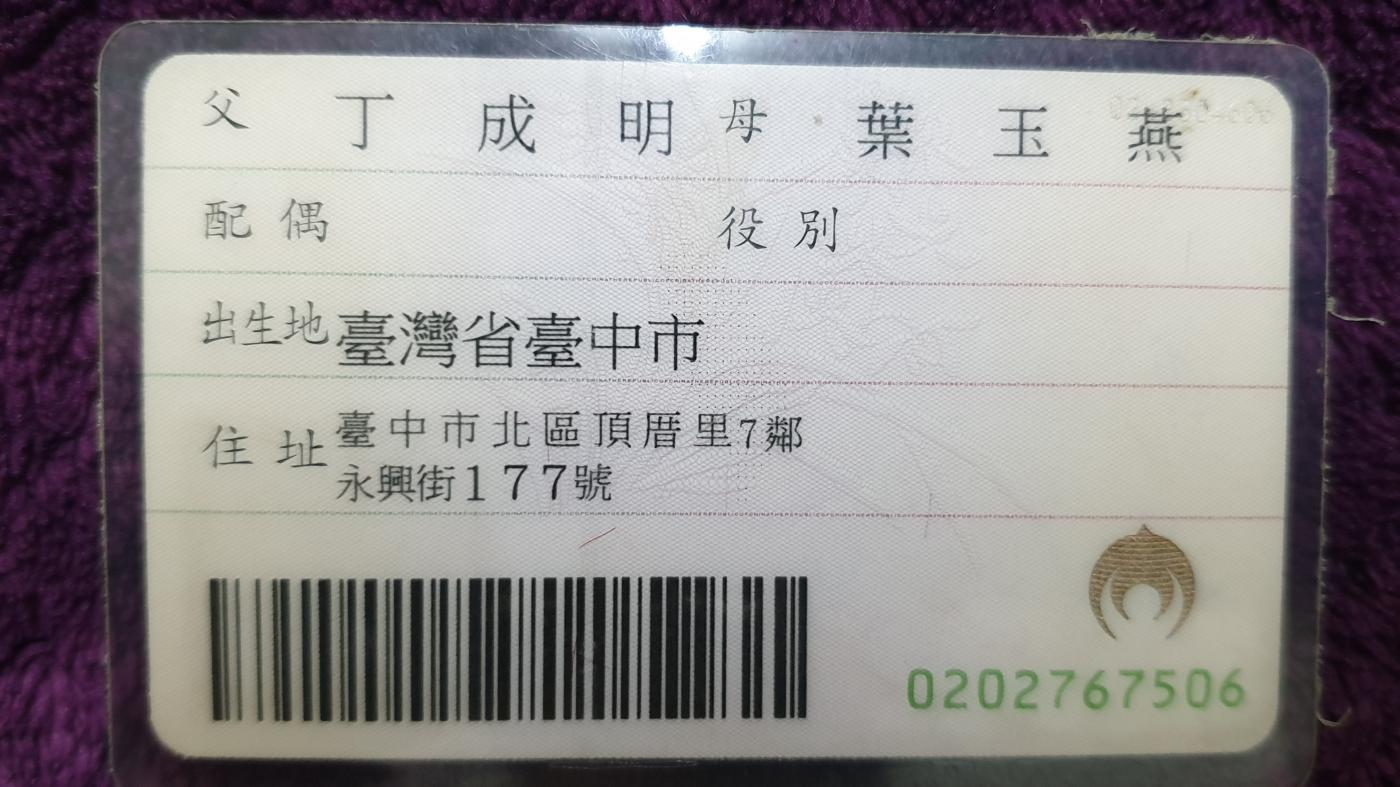 父 丁成明 母 葉玉燕
配偶 役別
出生地 臺灣省臺中市
住址 臺中市北區頂厝里7鄰
永興街177號
0202767506